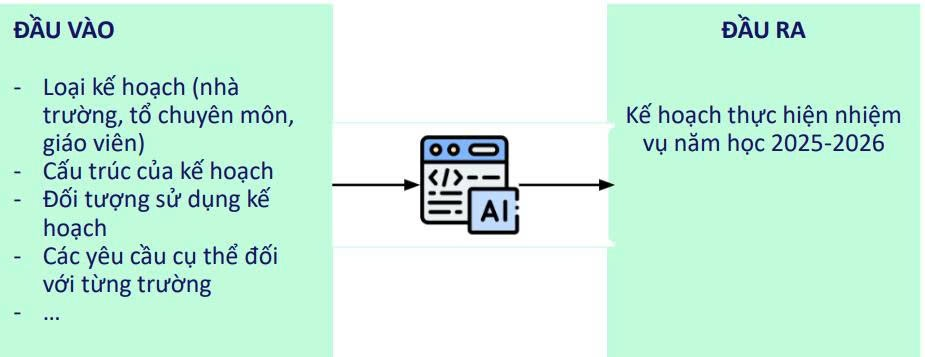 ĐẦU VÀO
- Loại kế hoạch (nhà
trường, tổ chuyên môn,
giáo viên)
- Cấu trúc của kế hoạch
- Đối tượng sử dụng kế
hoạch
- Các yêu cầu cụ thể đối
với từng trường
- ...
</>
AI
ĐẦU RA
Kế hoạch thực hiện nhiệm
vụ năm học 2025-2026